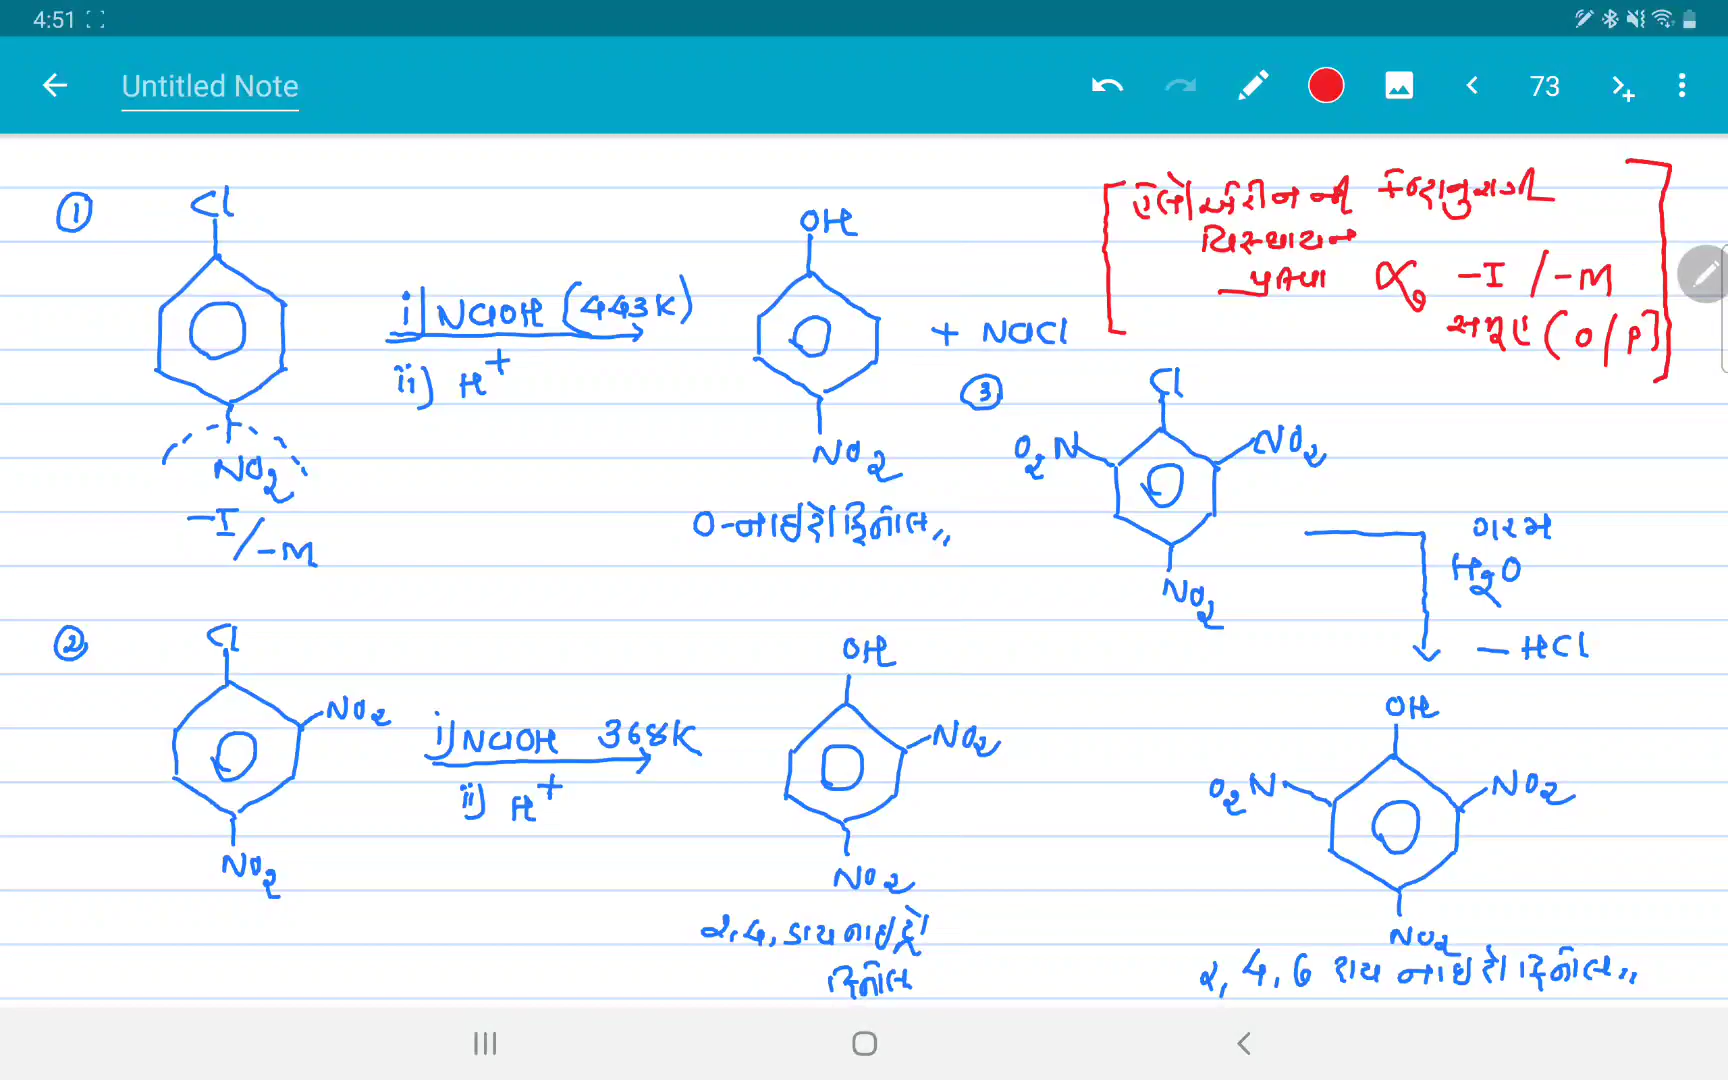 4:51
Untitled Note
73
①
Cl
i) NaOH (443K)
ii) H⁺
OH
+ NaCl
NO₂
NO₂
-I/-M
O-નાઇટ્રોફિનોલ,,
હેલોએરીનની કેન્દ્રાનુરાગી
વિસ્થાપન
પ્રતિયા ∝ -I /-M
સમૂહ (o/p)
③
Cl
O₂N
NO₂
NO₂
ગરમ
H₂O
- HCl
OH
O₂N
NO₂
NO₂
2, 4, 6 ટ્રાય નાઇટ્રોફિનોલ,,
②
Cl
NO₂
NO₂
i) NaOH 368K
ii) H⁺
OH
NO₂
NO₂
2,4, ડાયનાઇટ્રો
ફિનોલ